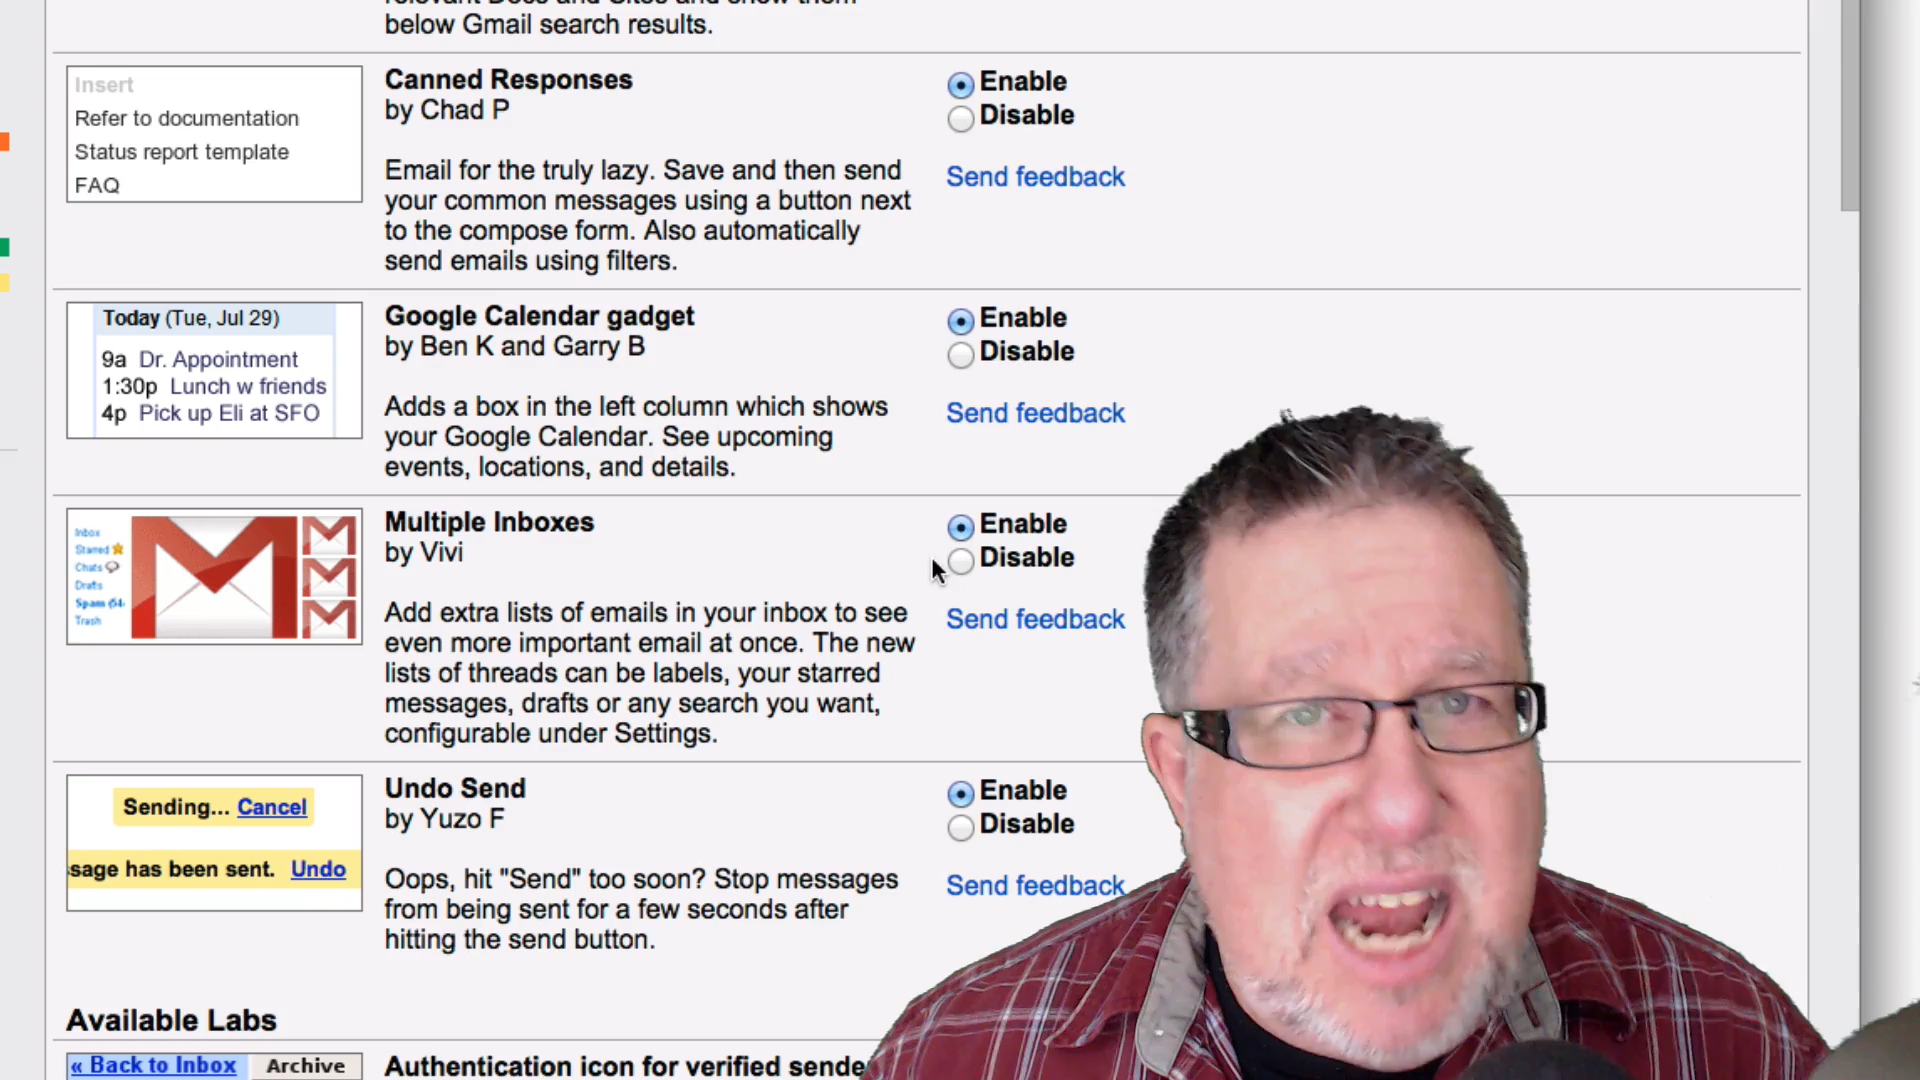 below Gmail search results.
Insert
Refer to documentation
Status report template
FAQ
Canned Responses
by Chad P
Email for the truly lazy. Save and then send
your common messages using a button next
to the compose form. Also automatically
send emails using filters.
Enable
Disable
Send feedback
Today (Tue, Jul 29)
9a Dr. Appointment
1:30p Lunch w friends
4p Pick up Eli at SFO
Google Calendar gadget
by Ben K and Garry B
Adds a box in the left column which shows
your Google Calendar. See upcoming
events, locations, and details.
Enable
Disable
Send feedback
Inbox
Starred
Chats
Drafts
Spam (54
Trash
Multiple Inboxes
by Vivi
Add extra lists of emails in your inbox to see
even more important email at once. The new
lists of threads can be labels, your starred
messages, drafts or any search you want,
configurable under Settings.
Enable
Disable
Send feedback
Sending... Cancel
sage has been sent. Undo
Undo Send
by Yuzo F
Oops, hit "Send" too soon? Stop messages
from being sent for a few seconds after
hitting the send button.
Enable
Disable
Send feedback
Available Labs
« Back to Inbox Archive
Authentication icon for verified sende